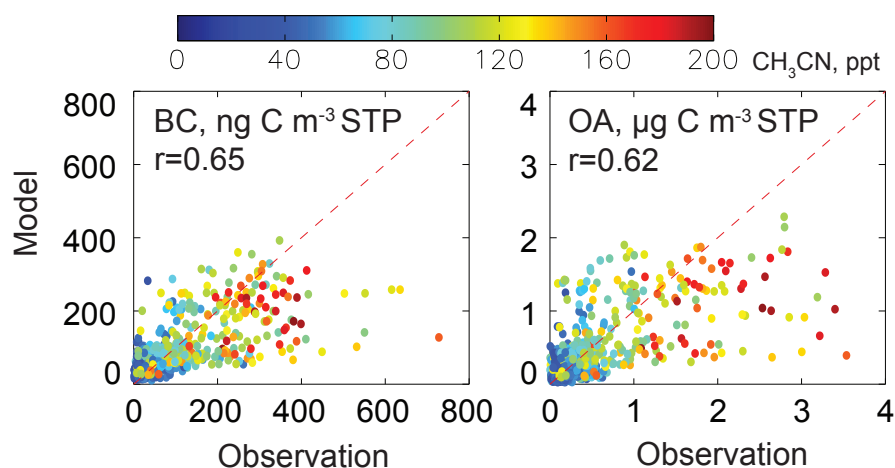 0 40 80 120 160 200 CH₃CN, ppt
BC, ng C m⁻³ STP
r=0.65
800
600
400
200
0
Model
0 200 400 600 800
Observation
OA, µg C m⁻³ STP
r=0.62
4
3
2
1
0
0 1 2 3 4
Observation